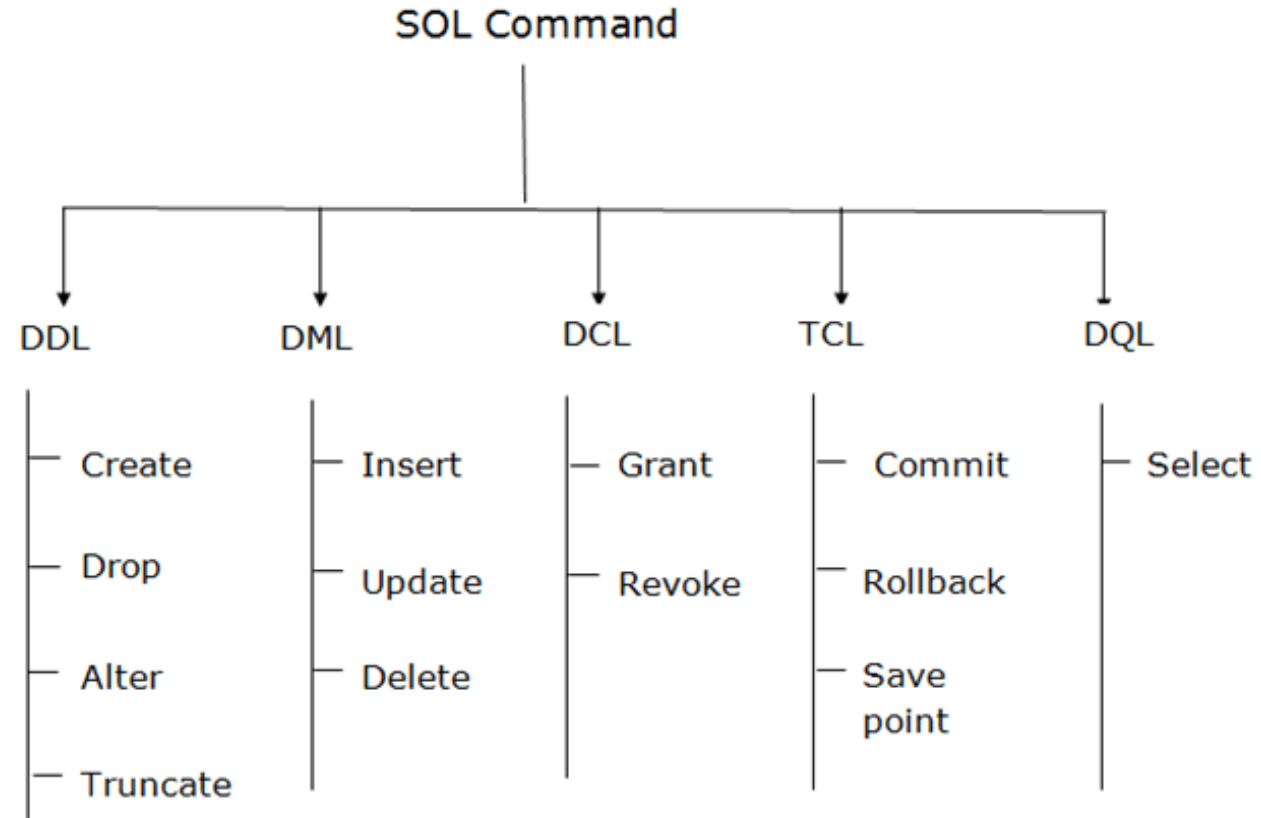 SOL Command
DDL
DML
DCL
TCL
DQL
Create
Drop
Alter
Truncate
Insert
Update
Delete
Grant
Revoke
Commit
Rollback
Save
point
Select